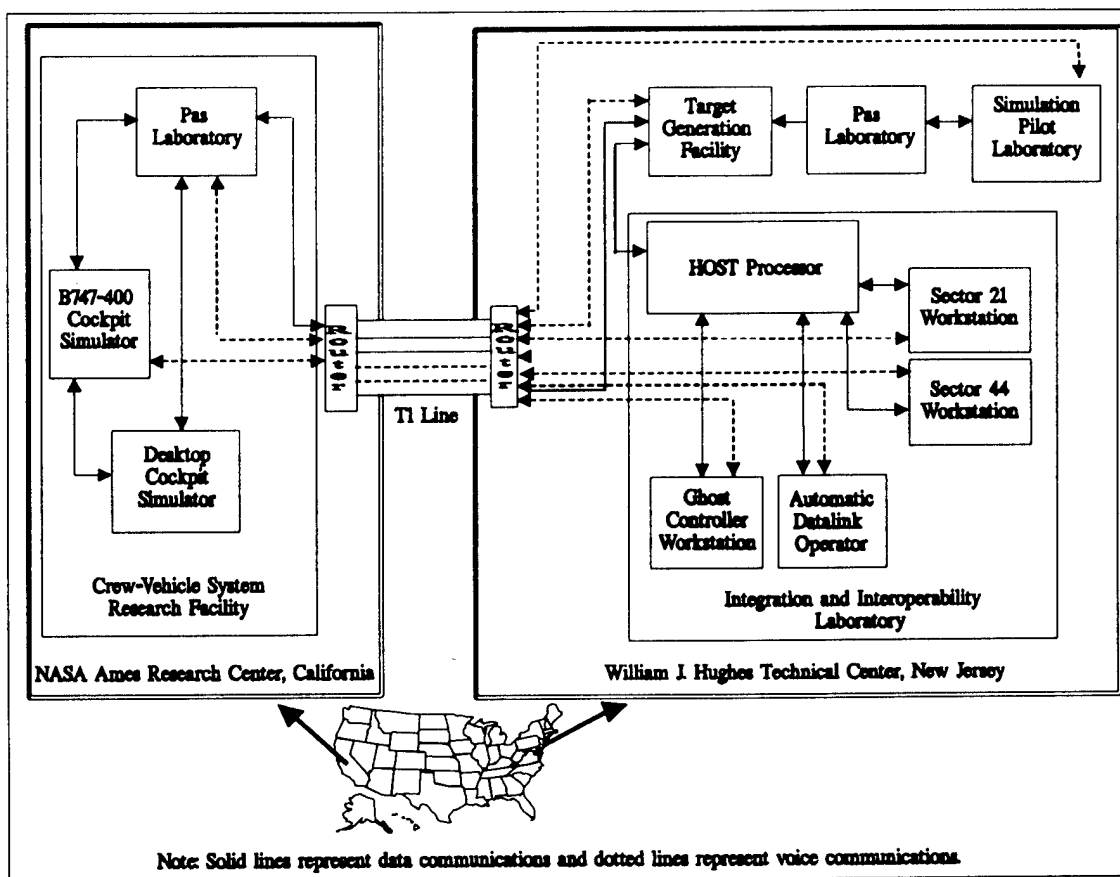 Pas
Laboratory
B747-400
Cockpit
Simulator
Desktop
Cockpit
Simulator
Crew-Vehicle System
Research Facility
NASA Ames Research Center, California
Router
T1 Line
Router
Target
Generation
Facility
Pas
Laboratory
Simulation
Pilot
Laboratory
HOST Processor
Sector 21
Workstation
Sector 44
Workstation
Ghost
Controller
Workstation
Automatic
Datalink
Operator
Integration and Interoperability
Laboratory
William J. Hughes Technical Center, New Jersey
Note: Solid lines represent data communications and dotted lines represent voice communications.